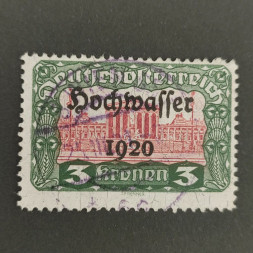 Deutschösterreich
Hochwasser
1920
3 Kronen 3